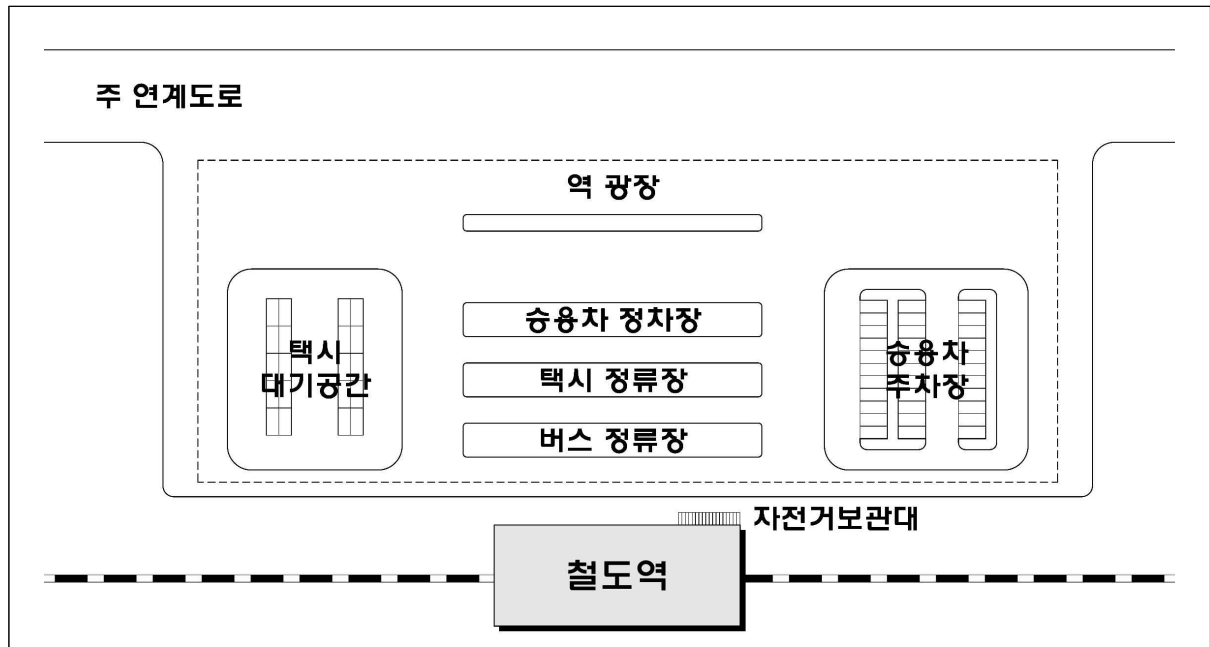 주 연계도로
역 광장
승용차 정차장
택시
대기공간
택시 정류장
승용차
주차장
버스 정류장
자전거보관대
철도역